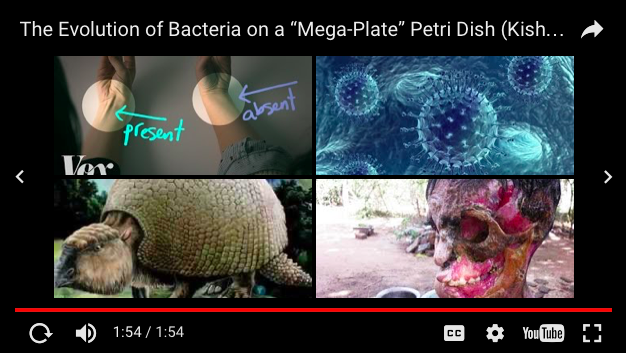 The Evolution of Bacteria on a “Mega-Plate” Petri Dish (Kish…
present
absent
Vox
1:54 / 1:54
CC
YouTube